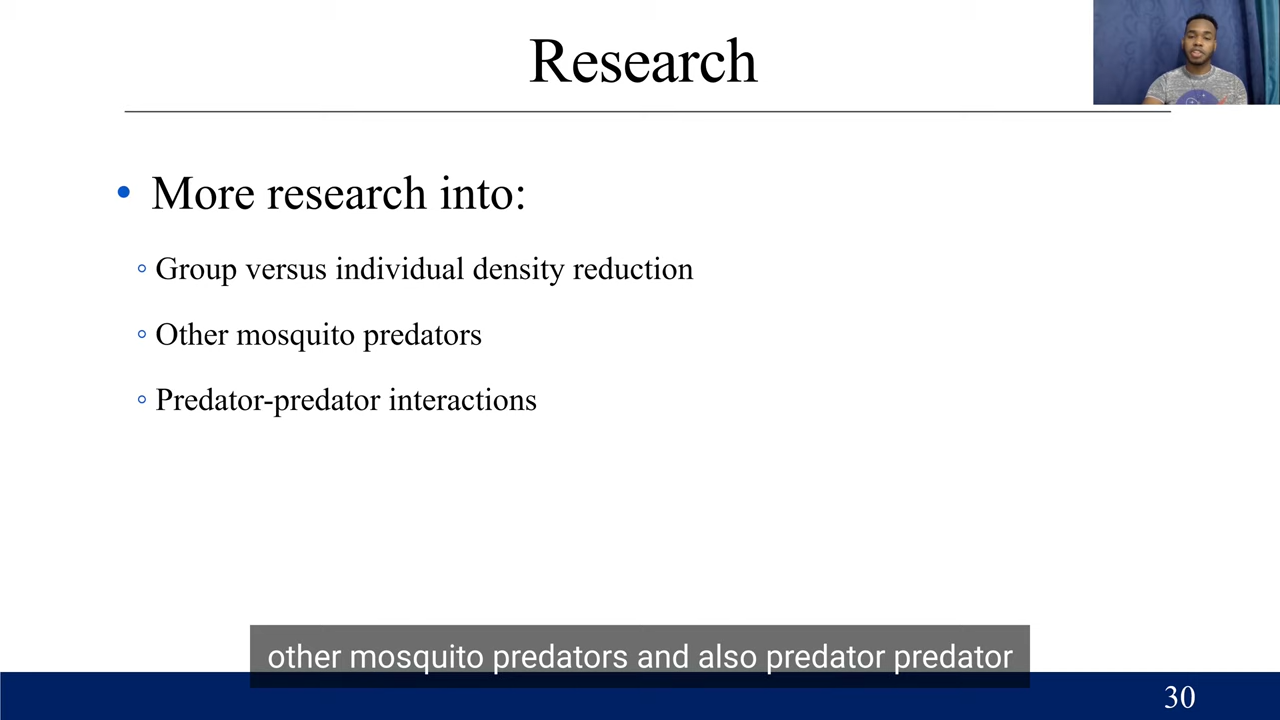 Research
• More research into:
◦ Group versus individual density reduction
◦ Other mosquito predators
◦ Predator-predator interactions
other mosquito predators and also predator predator
30